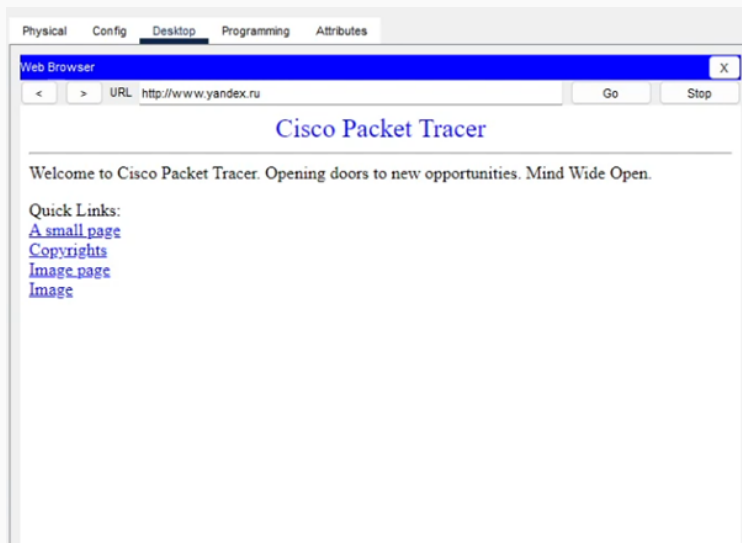 Physical Config Desktop Programming Attributes
Web Browser X
< > URL http://www.yandex.ru Go Stop
Cisco Packet Tracer
Welcome to Cisco Packet Tracer. Opening doors to new opportunities. Mind Wide Open.
Quick Links:
A small page
Copyrights
Image page
Image